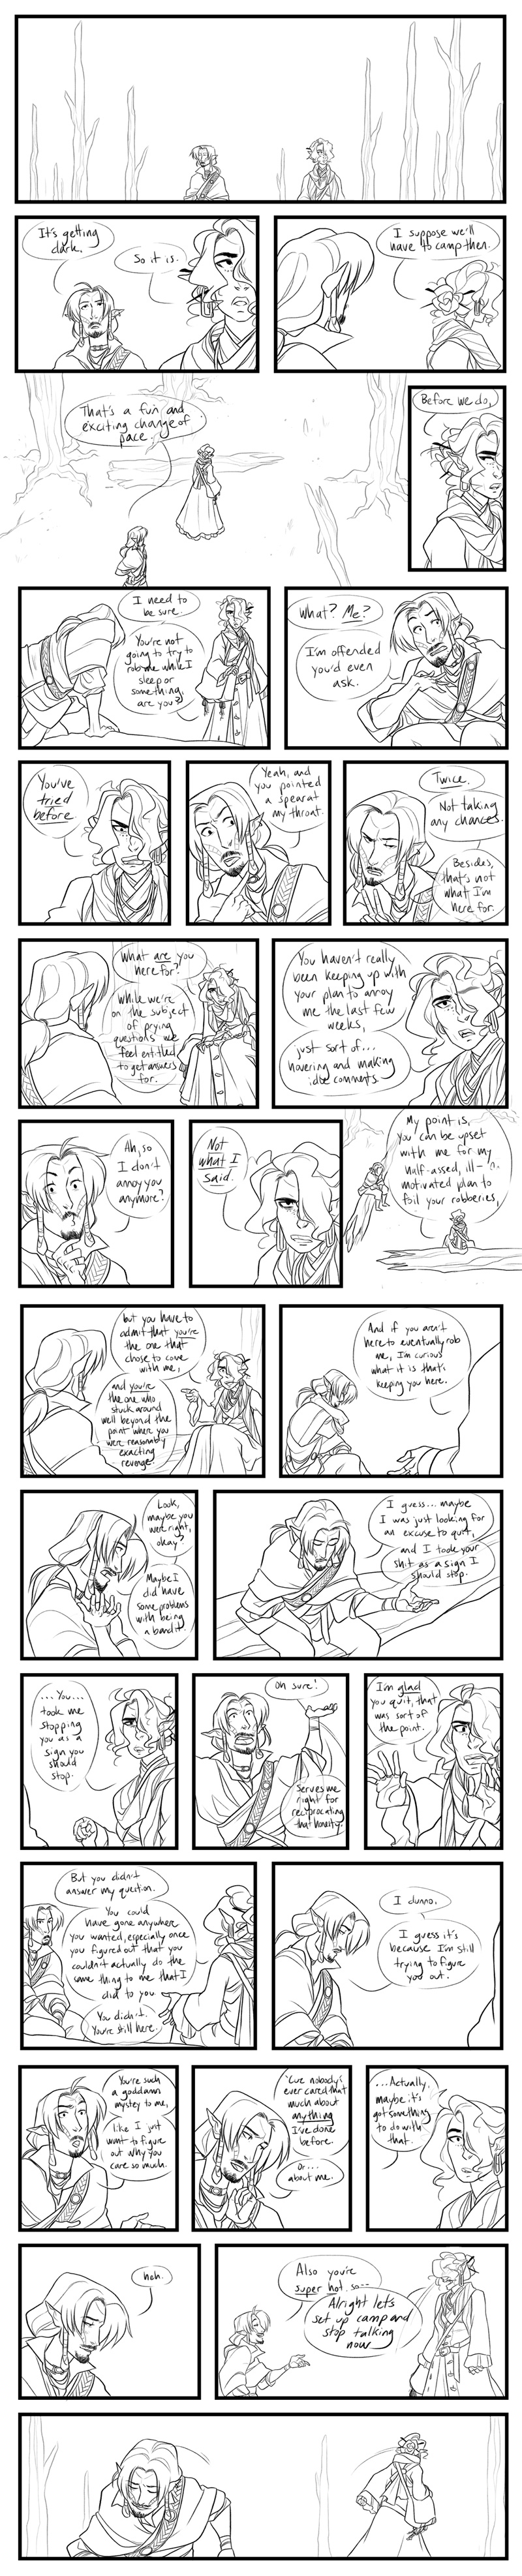 It's getting
dark.
So it is.
I suppose we'll
have to camp then.
That's a fun and
exciting change of
pace.
Before we do,
I need to
be sure.
You're not
going to try to
rob me while I
sleep or
something,
are you?
What? Me?
I'm offended
you'd even
ask.
You've
tried
before.
Yeah, and
you pointed
a spear at
my throat.
Twice.
Not taking
any chances.
Besides,
that's not
what I'm
here for.
What are you
here for?
While we're
on the subject
of prying
questions we
feel entitled
to get answers
for.
You haven't really
been keeping up with
your plan to annoy
me the last few
weeks,
just sort of...
hovering and making
idle comments.
Ah, so
I don't
annoy you
anymore?
Not
what I
said.
My point is,
you can be upset
with me for my
half-assed, ill-
motivated plan to
foil your robberies,
but you have to
admit that you're
the one that
chose to come
with me,
and you're
the one who
stuck around
well beyond the
point where you
were reasonably
exacting
revenge
And if you aren't
here to eventually rob
me, I'm curious
what it is that's
keeping you here.
Look,
maybe you
were right,
okay?
Maybe I
did have
some problems
with being
a bandit.
I guess... maybe
I was just looking for
an excuse to quit,
and I took your
shit as a sign I
should stop.
...You...
took me
stopping
you as a
sign you
should
stop.
Oh sure!
Serves me
right for
reciprocating
that honesty
I'm glad
you quit, that
was sort of
the point.
But you didn't
answer my question.
You could
have gone anywhere
you wanted, especially once
you figured out that you
couldn't actually do the
same thing to me that I
did to you
You didn't.
You're still here.
I dunno.
I guess it's
because I'm still
trying to figure
you out.
You're such
a goddamn
mystery to me,
like I just
want to figure
out why you
care so much.
'Cuz nobody's
ever cared that
much about
anything
I've done
before.
Or...
about me.
...Actually,
maybe it's
got something
to do with
that.
heh.
Also you're
super hot, so--
Alright let's
set up camp and
stop talking
now